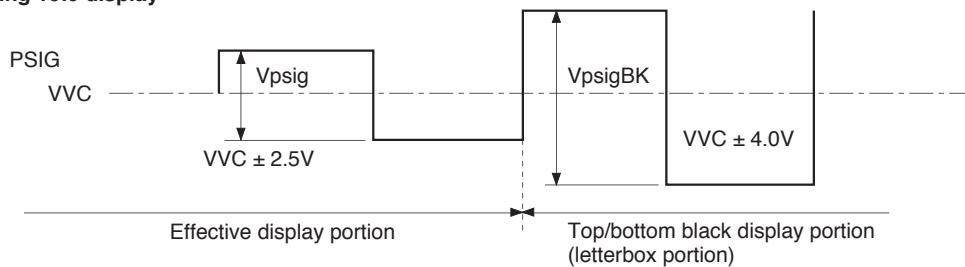 PSIG
VVC
Vpsig
VVC ± 2.5V
VpsigBK
VVC ± 4.0V
Effective display portion
Top/bottom black display portion
(letterbox portion)